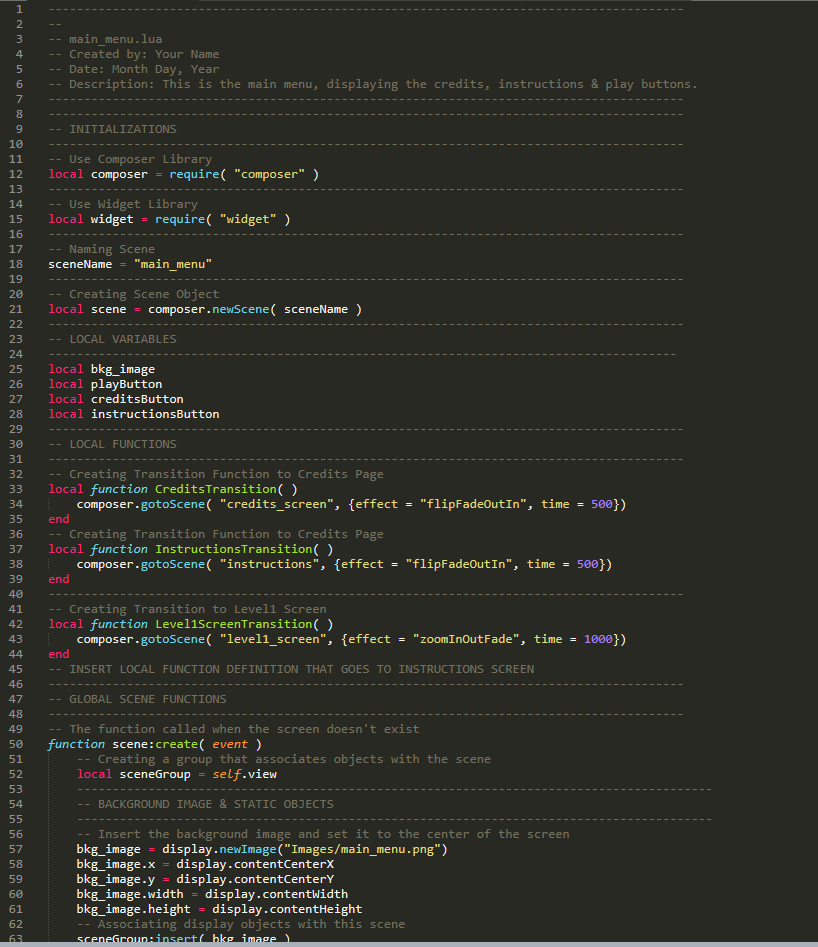 1 -----------------------------------------------------------------------------------------
2 --
3 -- main_menu.lua
4 -- Created by: Your Name
5 -- Date: Month Day, Year
6 -- Description: This is the main menu, displaying the credits, instructions & play buttons.
7 -----------------------------------------------------------------------------------------
8 -----------------------------------------------------------------------------------------
9 -- INITIALIZATIONS
10 -----------------------------------------------------------------------------------------
11 -- Use Composer Library
12 local composer = require( "composer" )
13 -----------------------------------------------------------------------------------------
14 -- Use Widget Library
15 local widget = require( "widget" )
16 -----------------------------------------------------------------------------------------
17 -- Naming Scene
18 sceneName = "main_menu"
19 -----------------------------------------------------------------------------------------
20 -- Creating Scene Object
21 local scene = composer.newScene( sceneName )
22 -----------------------------------------------------------------------------------------
23 -- LOCAL VARIABLES
24 ----------------------------------------------------------------------------------------
25 local bkg_image
26 local playButton
27 local creditsButton
28 local instructionsButton
29 -----------------------------------------------------------------------------------------
30 -- LOCAL FUNCTIONS
31 -----------------------------------------------------------------------------------------
32 -- Creating Transition Function to Credits Page
33 local function CreditsTransition( )
34     composer.gotoScene( "credits_screen", {effect = "flipFadeOutIn", time = 500})
35 end
36 -- Creating Transition Function to Credits Page
37 local function InstructionsTransition( )
38     composer.gotoScene( "instructions", {effect = "flipFadeOutIn", time = 500})
39 end
40 -----------------------------------------------------------------------------------------
41 -- Creating Transition to Level1 Screen
42 local function Level1ScreenTransition( )
43     composer.gotoScene( "level1_screen", {effect = "zoomInOutFade", time = 1000})
44 end
45 -- INSERT LOCAL FUNCTION DEFINITION THAT GOES TO INSTRUCTIONS SCREEN
46 -----------------------------------------------------------------------------------------
47 -- GLOBAL SCENE FUNCTIONS
48 -----------------------------------------------------------------------------------------
49 -- The function called when the screen doesn't exist
50 function scene:create( event )
51     -- Creating a group that associates objects with the scene
52     local sceneGroup = self.view
53     -----------------------------------------------------------------------------------------
54     -- BACKGROUND IMAGE & STATIC OBJECTS
55     -----------------------------------------------------------------------------------------
56     -- Insert the background image and set it to the center of the screen
57     bkg_image = display.newImage("Images/main_menu.png")
58     bkg_image.x = display.contentCenterX
59     bkg_image.y = display.contentCenterY
60     bkg_image.width = display.contentWidth
61     bkg_image.height = display.contentHeight
62     -- Associating display objects with this scene
63     sceneGroup:insert( bkg_image )